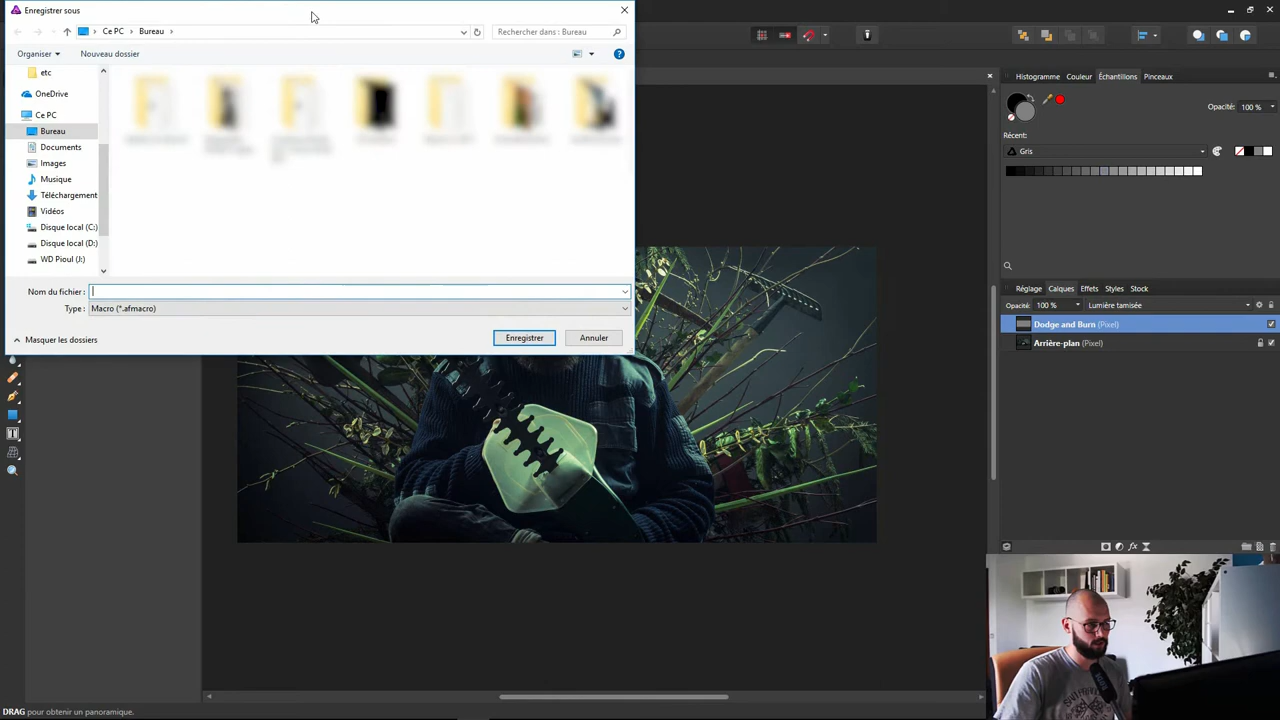 Enregistrer sous
Ce PC > Bureau >
Rechercher dans : Bureau
Organiser
Nouveau dossier
etc
OneDrive
Ce PC
Bureau
Documents
Images
Musique
Téléchargement
Vidéos
Disque local (C:)
Disque local (D:)
WD Pioul (J:)
Nom du fichier :
Type : Macro (*.afmacro)
Masquer les dossiers
Enregistrer
Annuler
Histogramme Couleur Échantillons Pinceaux
Opacité: 100 %
Récent:
Gris
Réglage Calques Effets Styles Stock
Opacité: 100 % Lumière tamisée
Dodge and Burn (Pixel)
Arrière-plan (Pixel)
DRAG pour obtenir un panoramique.